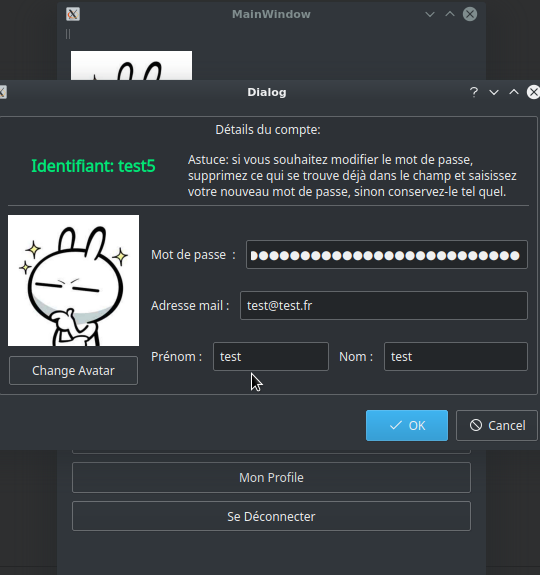 MainWindow
Dialog
Détails du compte:
Identifiant: test5
Astuce: si vous souhaitez modifier le mot de passe,
supprimez ce qui se trouve déjà dans le champ et saisissez
votre nouveau mot de passe, sinon conservez-le tel quel.
Mot de passe :
Adresse mail : test@test.fr
Prénom : test Nom : test
Change Avatar
OK Cancel
Mon Profile
Se Déconnecter